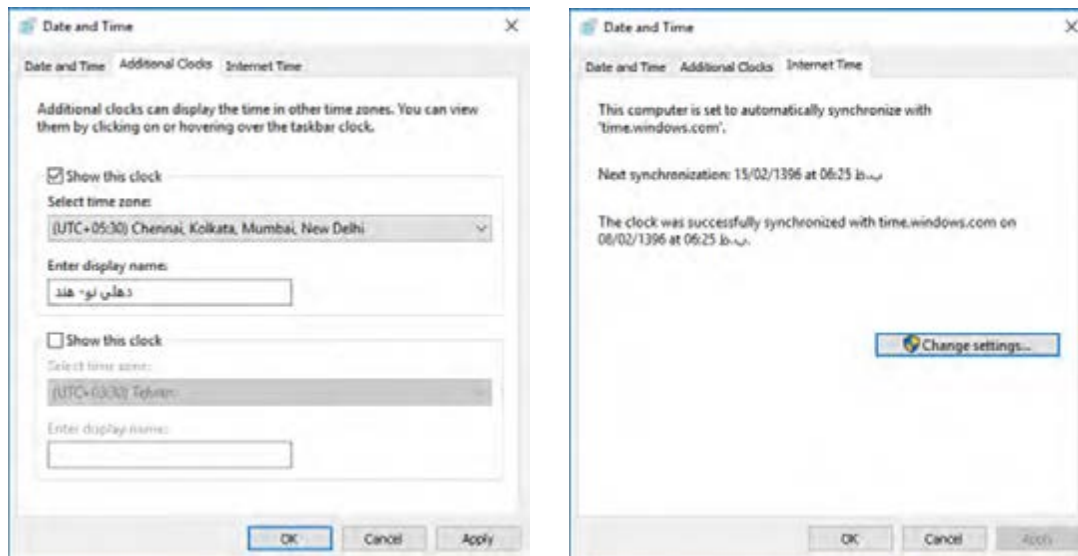 Date and Time
Date and Time Additional Clocks Internet Time
Additional clocks can display the time in other time zones. You can view
them by clicking on or hovering over the taskbar clock.
Show this clock
Select time zone:
(UTC+05:30) Chennai, Kolkata, Mumbai, New Delhi
Enter display name:
دهلی نو- هند
Show this clock
Select time zone:
(UTC+03:30) Tehran
Enter display name:
OK Cancel Apply
Date and Time
Date and Time Additional Clocks Internet Time
This computer is set to automatically synchronize with
'time.windows.com'.
Next synchronization: 15/02/1396 at 06:25 ب.ظ
The clock was successfully synchronized with time.windows.com on
08/02/1396 at 06:25 ب.ظ.
Change settings...
OK Cancel Apply